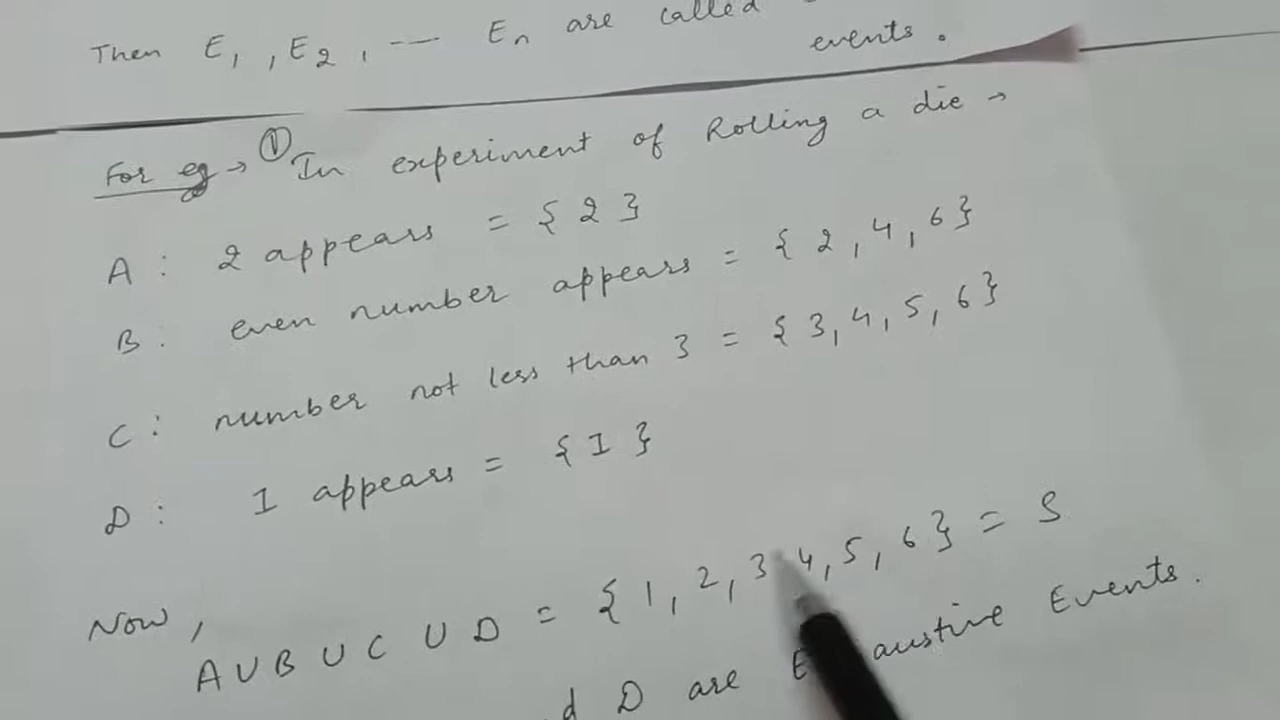 Then E1, E2, --- En are called
events.
For eg → ① In experiment of Rolling a die →
A : 2 appears = {2}
B : even number appears = {2, 4, 6}
C : number not less than 3 = {3, 4, 5, 6}
D : 1 appears = {1}
Now,
A U B U C U D = {1, 2, 3 4, 5, 6} = S
D are Events.